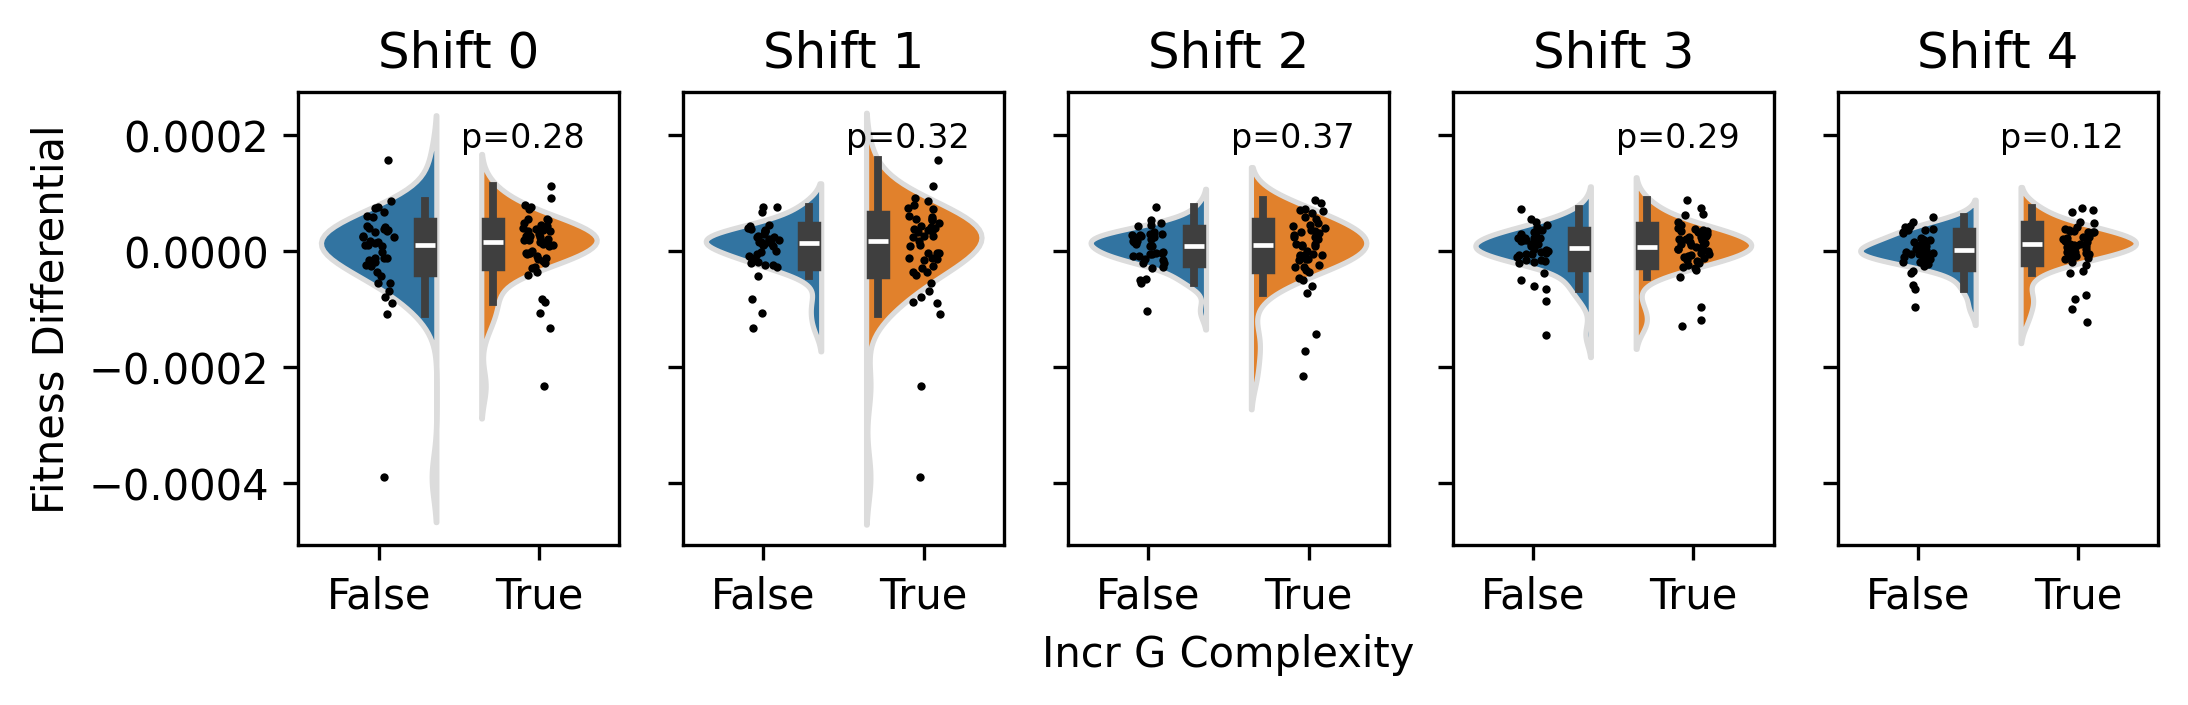 Shift 0 Shift 1 Shift 2 Shift 3 Shift 4
p=0.28 p=0.32 p=0.37 p=0.29 p=0.12
Fitness Differential
0.0002
0.0000
−0.0002
−0.0004
False True False True False True False True False True
Incr G Complexity